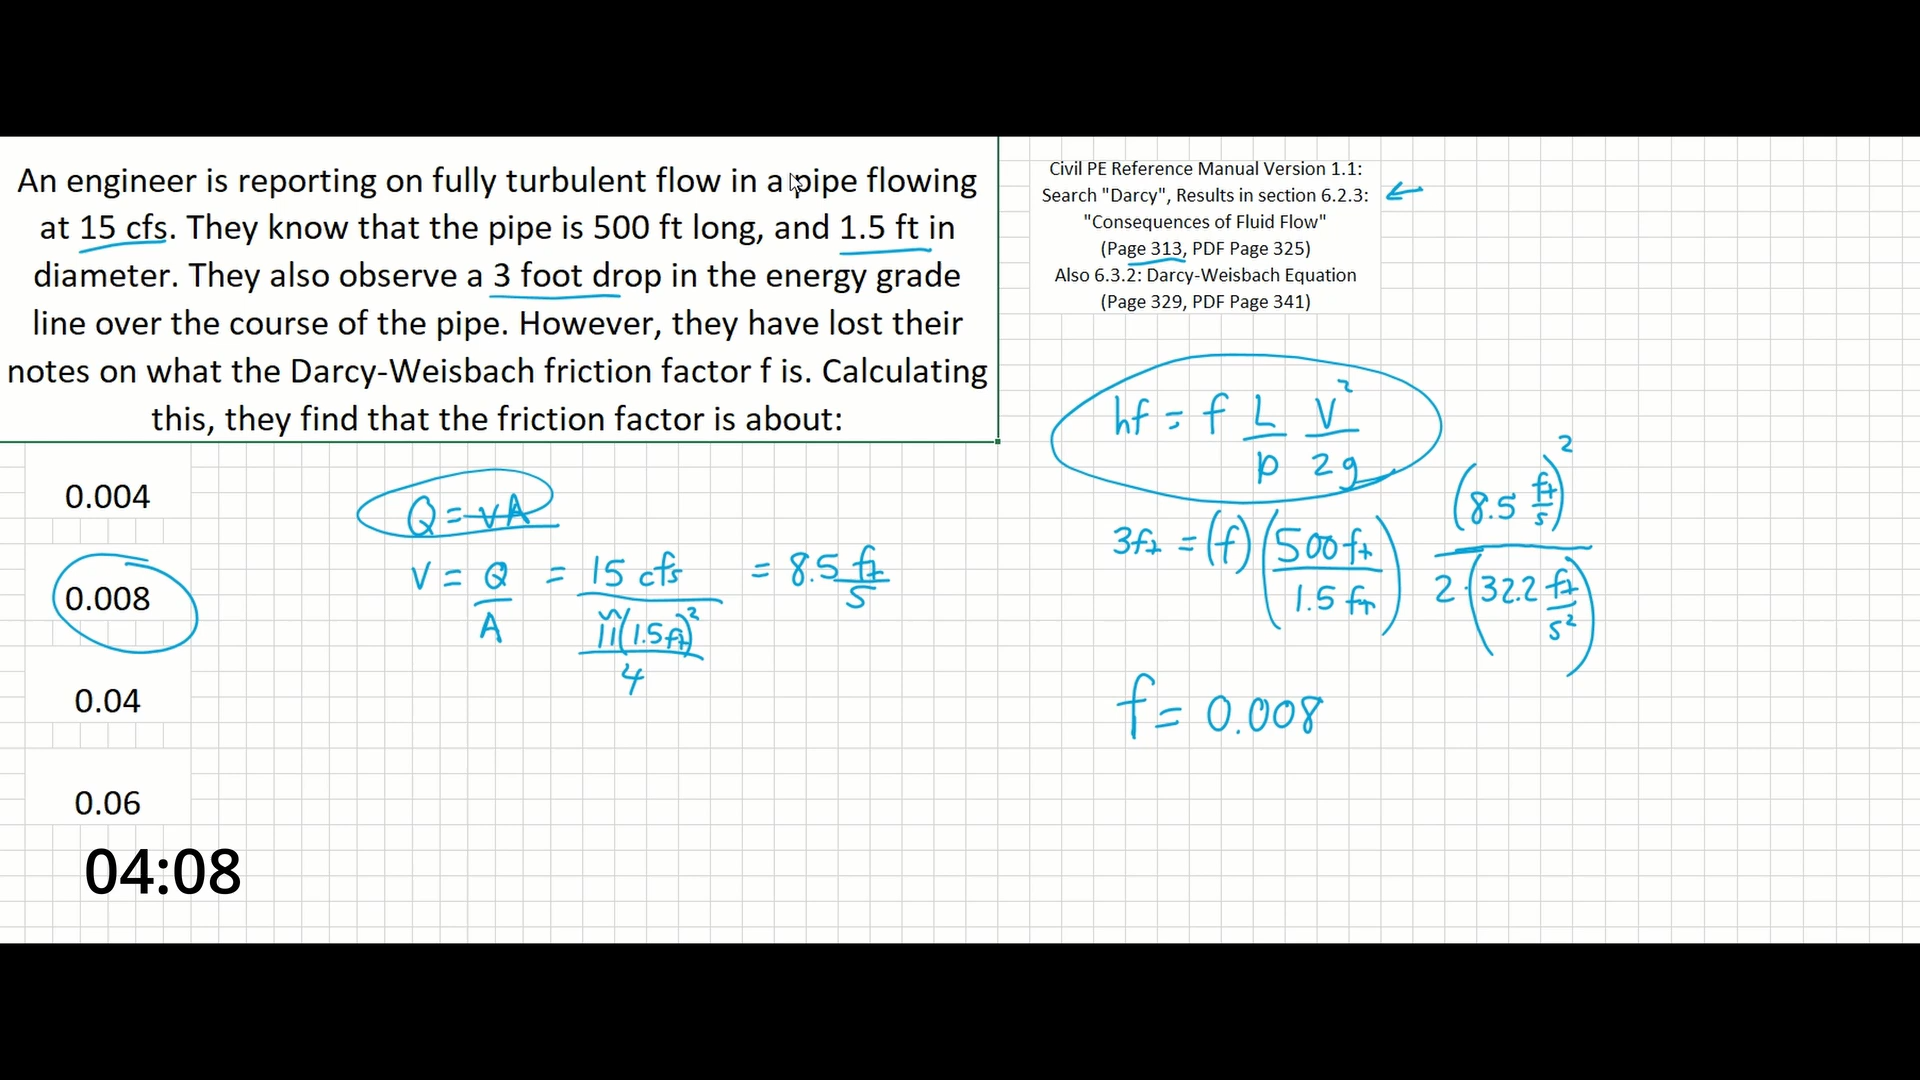 An engineer is reporting on fully turbulent flow in a pipe flowing
at 15 cfs. They know that the pipe is 500 ft long, and 1.5 ft in
diameter. They also observe a 3 foot drop in the energy grade
line over the course of the pipe. However, they have lost their
notes on what the Darcy-Weisbach friction factor f is. Calculating
this, they find that the friction factor is about:
Civil PE Reference Manual Version 1.1:
Search "Darcy", Results in section 6.2.3:
"Consequences of Fluid Flow"
(Page 313, PDF Page 325)
Also 6.3.2: Darcy-Weisbach Equation
(Page 329, PDF Page 341)
0.004
0.008
0.04
0.06
04:08
Q = vA
V = Q/A = 15 cfs / (π(1.5ft)²/4) = 8.5 ft/s
hf = f L/D V²/2g
3ft = (f) (500ft/1.5ft) (8.5 ft/s)² / 2·(32.2 ft/s²)
f = 0.008